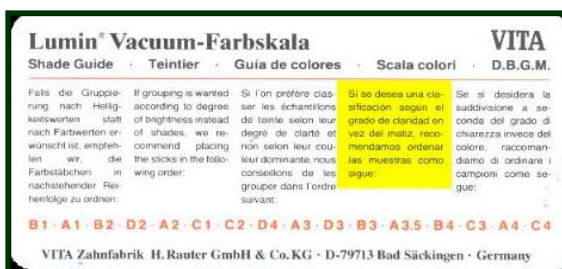 Lumin® Vacuum-Farbskala
VITA
Shade Guide · Teintier · Guía de colores · Scala colori · D.B.G.M.
Falls die Gruppie-
rung nach Hellig-
keitswerten statt
nach Farbwerten er-
wünscht ist, empfeh-
len wir, die
Farbstäbchen in
nachstehender Rei-
henfolge zu ordnen:
If grouping is wanted
according to degree
of brightness instead
of shades, we re-
commend placing
the sticks in the follo-
wing order:
Si l'on préfère clas-
ser les échantillons
de teinte selon leur
degré de clarté et
non selon leur cou-
leur dominante, nous
conseillons de les
grouper dans l'ordre
suivant:
Si se desea una cla-
sificación según el
grado de claridad en
vez del matiz, reco-
mendamos ordenar
las muestras como
sigue:
Se si desidera la
suddivisione a se-
conda del grado di
chiarezza invece del
colore, raccoman-
diamo di ordinare i
campioni come se-
gue:
B1 · A1 · B2 · D2 · A2 · C1 · C2 · D4 · A3 · D3 · B3 · A3.5 · B4 · C3 · A4 · C4
VITA Zahnfabrik H. Rauter GmbH & Co. KG · D-79713 Bad Säckingen · Germany